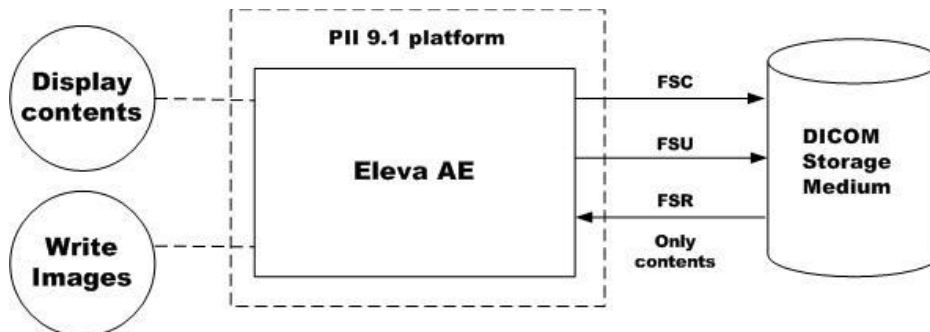 PII 9.1 platform
Display
contents
Eleva AE
Write
Images
FSC
FSU
FSR
Only
contents
DICOM
Storage
Medium